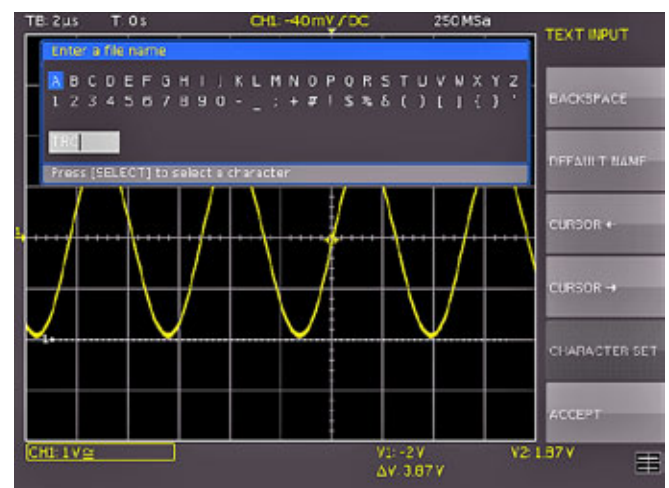 TB: 2µs T: 0s CH1: -40mV / DC 250MSa
TEXT INPUT
Enter a file name
A B C D E F G H I J K L M N O P Q R S T U V W X Y Z
1 2 3 4 5 6 7 8 9 0 - _ ; + # ! $ % & ( ) [ ] { } '
TRC
Press [SELECT] to select a character
BACKSPACE
DEFAULT NAME
CURSOR ←
CURSOR →
CHARACTER SET
ACCEPT
CH1: 1V
V1: -2V V2: 1.87V
ΔV: 3.87V